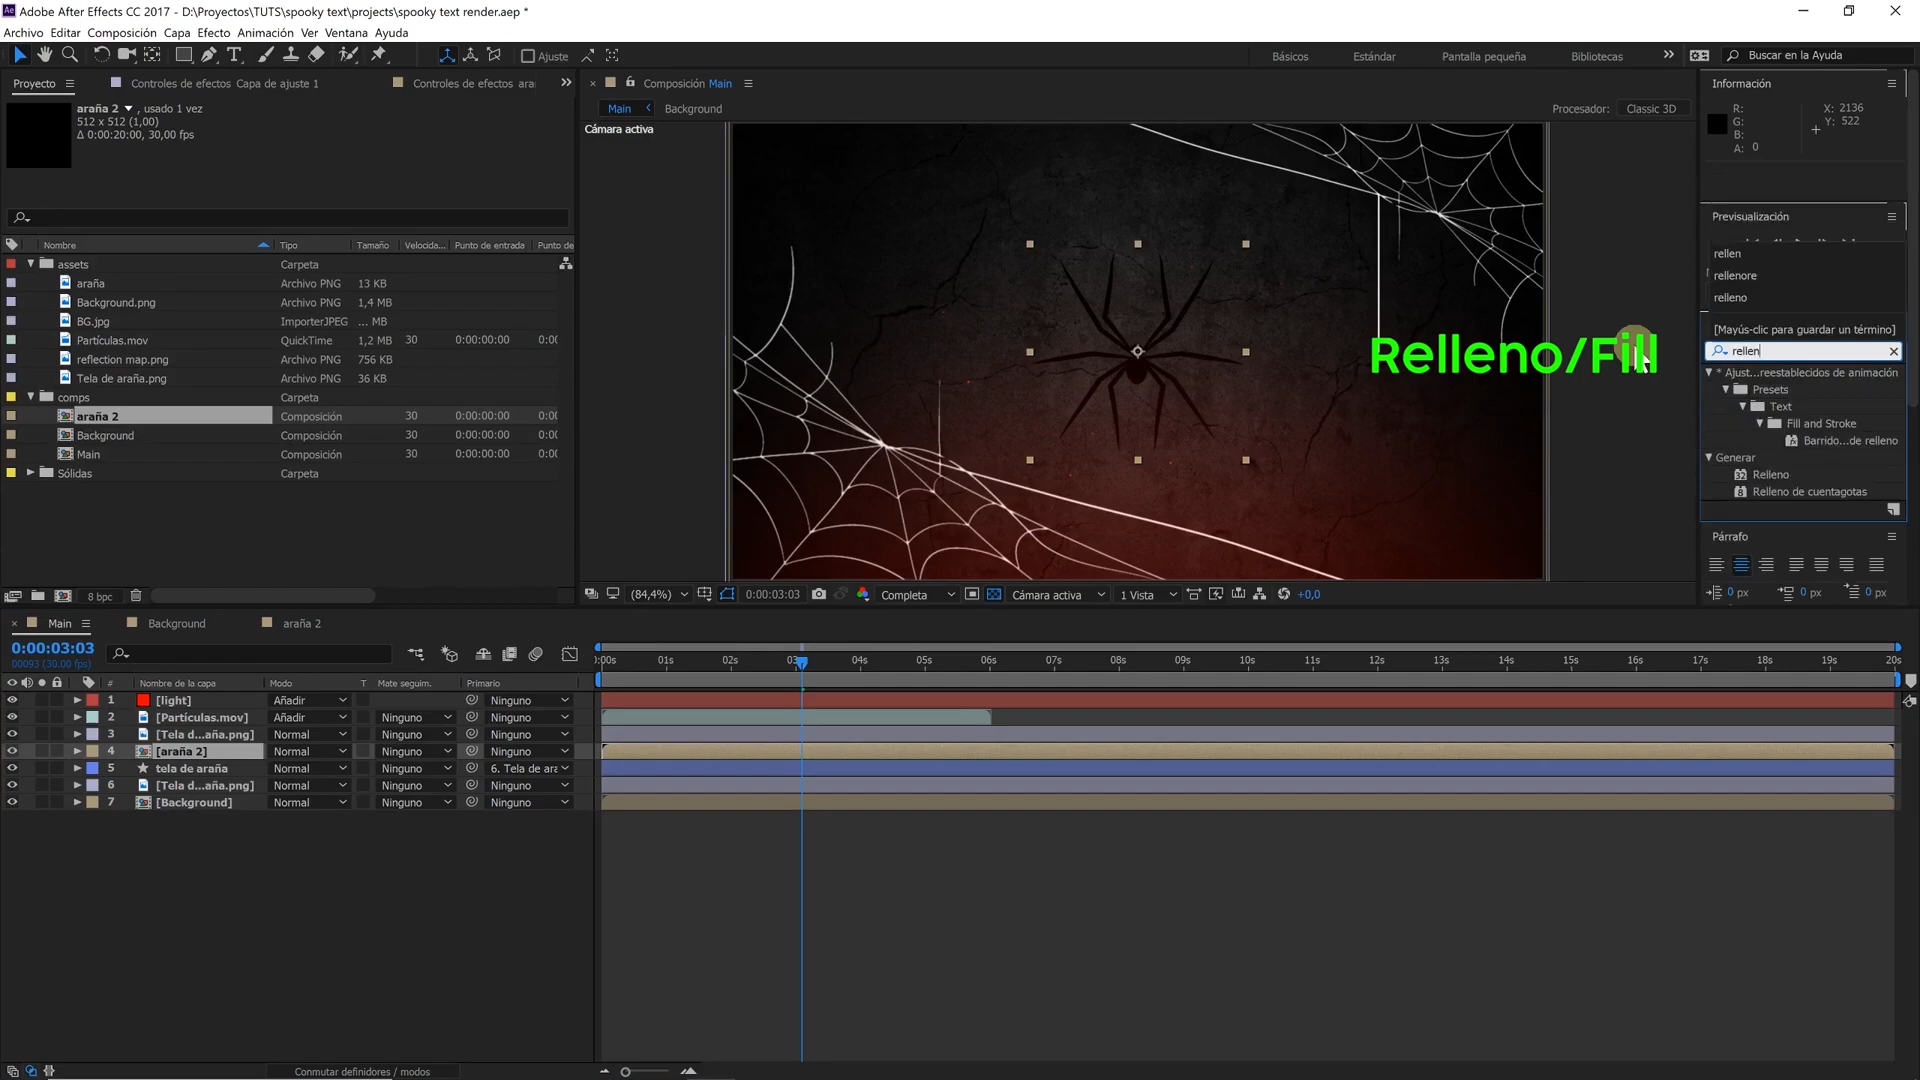 Adobe After Effects CC 2017 - D:\Proyectos\TUTS\spooky text\projects\spooky text render.aep *
Archivo Editar Composición Capa Efecto Animación Ver Ventana Ayuda
Ajuste
Básicos Estándar Pantalla pequeña Bibliotecas Buscar en la Ayuda
Proyecto Controles de efectos Capa de ajuste 1 Controles de efectos ara
araña 2 , usado 1 vez
512 x 512 (1,00)
Δ 0:00:20:00, 30,00 fps
Nombre Tipo Tamaño Velocida... Punto de entrada Punto de
assets Carpeta
araña Archivo PNG 13 KB
Background.png Archivo PNG 1,4 MB
BG.jpg ImporterJPEG ... MB
Partículas.mov QuickTime 1,2 MB 30 0:00:00:00 0:00
reflection map.png Archivo PNG 756 KB
Tela de araña.png Archivo PNG 36 KB
comps Carpeta
araña 2 Composición 30 0:00:00:00 0:00
Background Composición 30 0:00:00:00 0:00
Main Composición 30 0:00:00:00 0:00
Sólidas Carpeta
8 bpc
Composición Main
Main Background Procesador: Classic 3D
Cámara activa
Relleno/Fill
(84,4%) 0:00:03:03 Completa Cámara activa 1 Vista +0,0
Información
R: X: 2136
G: Y: 522
B:
A: 0
Previsualización
rellen
rellenore
relleno
[Mayús-clic para guardar un término]
rellen
* Ajust...reestablecidos de animación
Presets
Text
Fill and Stroke
Barrido...de relleno
Generar
32 Relleno
8 Relleno de cuentagotas
Párrafo
0 px 0 px 0 px
Main Background araña 2
0:00:03:03
00093 (30.00 fps)
# Nombre de la capa Modo T Mate seguim. Primario
1 [light] Añadir Ninguno
2 [Partículas.mov] Añadir Ninguno Ninguno
3 [Tela d...aña.png] Normal Ninguno Ninguno
4 [araña 2] Normal Ninguno Ninguno
5 tela de araña Normal Ninguno 6. Tela de ara
6 [Tela d...aña.png] Normal Ninguno Ninguno
7 [Background] Normal Ninguno Ninguno
0:00s 01s 02s 03s 04s 05s 06s 07s 08s 09s 10s 11s 12s 13s 14s 15s 16s 17s 18s 19s 20s
Conmutar definidores / modos